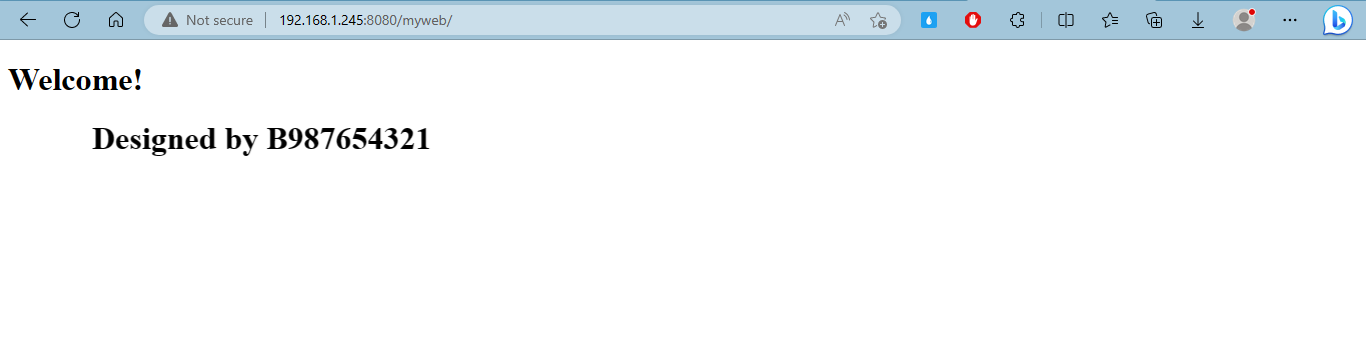 Not secure 192.168.1.245:8080/myweb/
Welcome!
Designed by B987654321